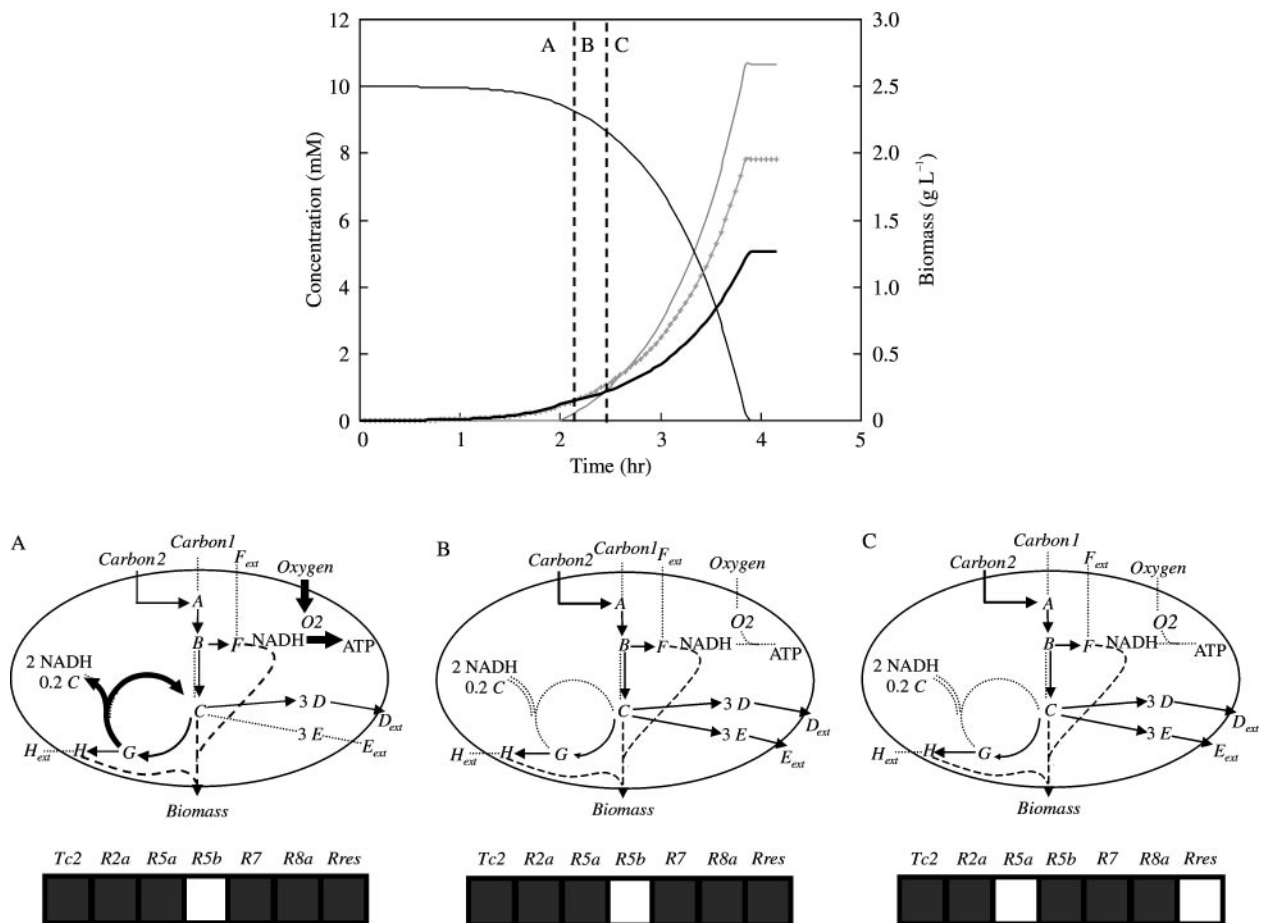 12
10
8
6
4
2
0
Concentration (mM)
A
B
C
3.0
2.5
2.0
1.5
1.0
0.5
0
Biomass (g L⁻¹)
0
1
2
3
4
5
Time (hr)
A
Carbon2
Carbon1
F_ext
Oxygen
A
O2
B
F
NADH
ATP
2 NADH
0.2 C
C
3 D
D_ext
3 E
E_ext
H_ext
H
G
Biomass
Tc2 R2a R5a R5b R7 R8a Rres
B
Carbon2
Carbon1
F_ext
Oxygen
A
O2
B
F
NADH
ATP
2 NADH
0.2 C
C
3 D
D_ext
3 E
E_ext
H_ext
H
G
Biomass
Tc2 R2a R5a R5b R7 R8a Rres
C
Carbon2
Carbon1
F_ext
Oxygen
A
O2
B
F
NADH
ATP
2 NADH
0.2 C
C
3 D
D_ext
3 E
E_ext
H_ext
H
G
Biomass
Tc2 R2a R5a R5b R7 R8a Rres